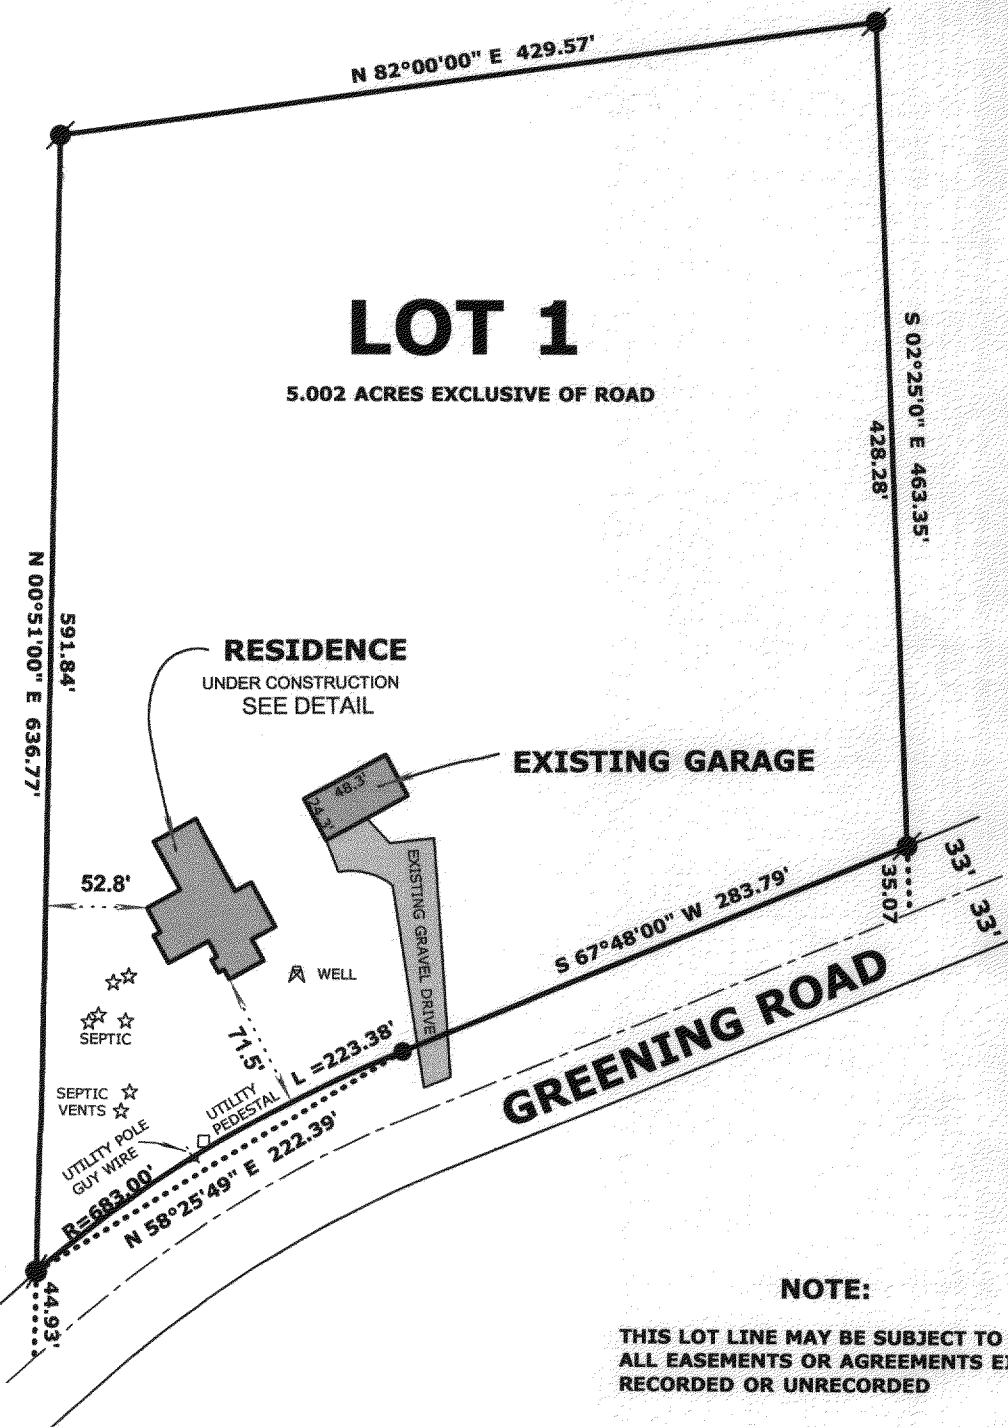 N 82°00'00" E 429.57'
LOT 1
5.002 ACRES EXCLUSIVE OF ROAD
S 02°25'0" E 463.35'
428.28'
N 00°51'00" E 636.77'
591.84'
RESIDENCE
UNDER CONSTRUCTION
SEE DETAIL
EXISTING GARAGE
48.3'
24.3'
EXISTING GRAVEL DRIVE
52.8'
WELL
SEPTIC
71.5'
SEPTIC
VENTS
UTILITY
PEDESTAL
UTILITY POLE
GUY WIRE
L =223.38'
R=683.00'
N 58°25'49" E 222.39'
S 67°48'00" W 283.79'
35.07
33'
33'
GREENING ROAD
44.93'
NOTE:
THIS LOT LINE MAY BE SUBJECT TO
ALL EASEMENTS OR AGREEMENTS
RECORDED OR UNRECORDED